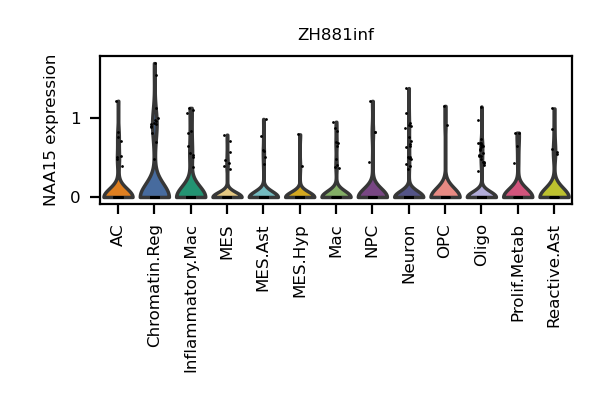 ZH881inf
NAA15 expression
1
0
AC
Chromatin.Reg
Inflammatory.Mac
MES
MES.Ast
MES.Hyp
Mac
NPC
Neuron
OPC
Oligo
Prolif.Metab
Reactive.Ast